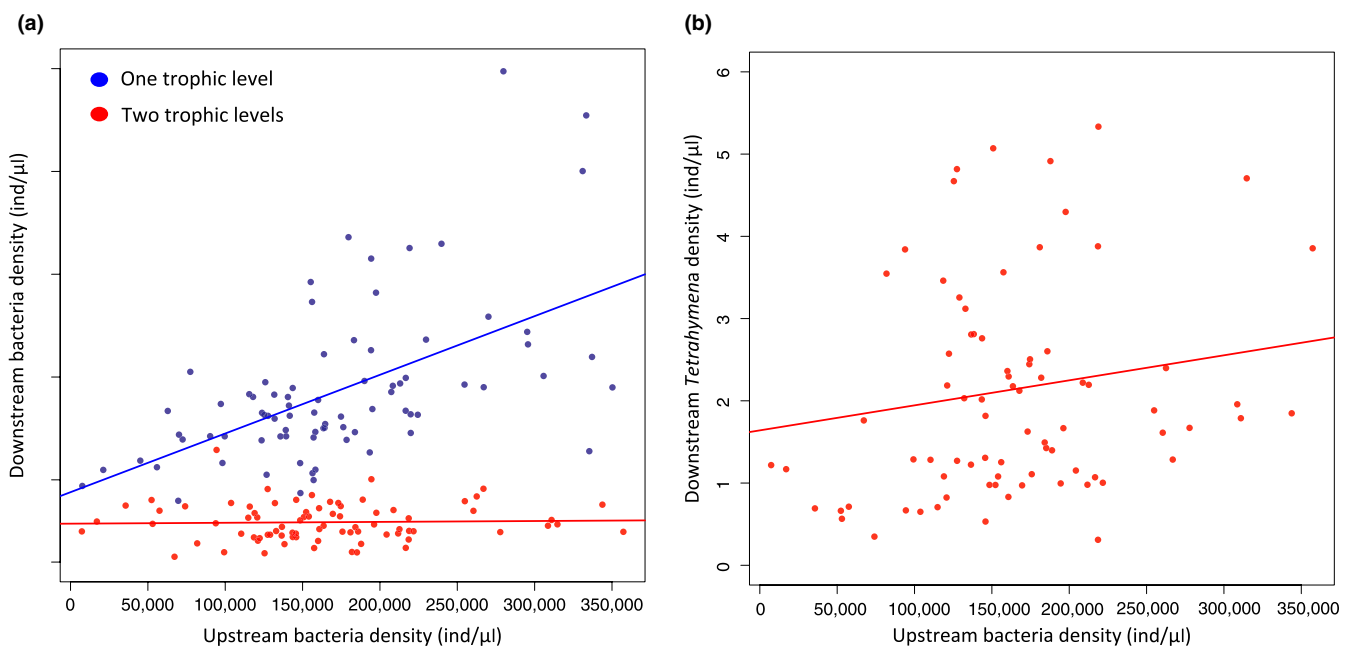 (a)
One trophic level
Two trophic levels
Downstream bacteria density (ind/μl)
0 50,000 100,000 150,000 200,000 250,000 300,000 350,000
Upstream bacteria density (ind/μl)
(b)
Downstream Tetrahymena density (ind/μl)
6
5
4
3
2
1
0
0 50,000 100,000 150,000 200,000 250,000 300,000 350,000
Upstream bacteria density (ind/μl)